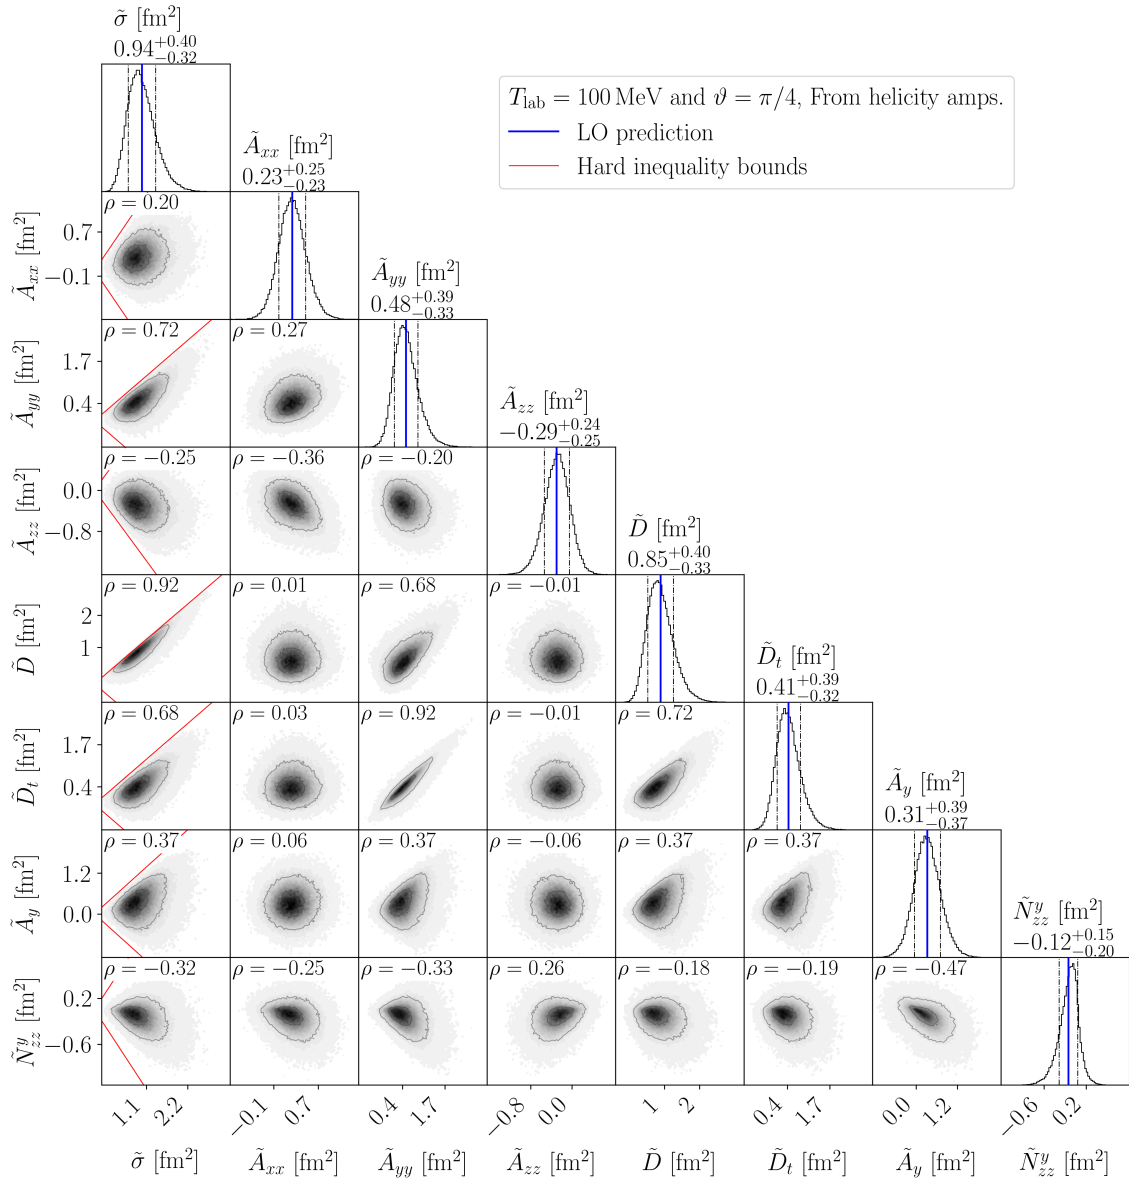 σ̃ [fm²]
0.94+0.40−0.32
T_lab = 100 MeV and ϑ = π/4, From helicity amps.
LO prediction
Hard inequality bounds
Ã_xx [fm²]
0.23+0.25−0.23
Ã_xx [fm²]
0.7
−0.1
ρ = 0.20
Ã_yy [fm²]
0.48+0.39−0.33
Ã_yy [fm²]
1.7
0.4
ρ = 0.72
ρ = 0.27
Ã_zz [fm²]
−0.29+0.24−0.25
Ã_zz [fm²]
0.0
−0.8
ρ = −0.25
ρ = −0.36
ρ = −0.20
D̃ [fm²]
0.85+0.40−0.33
D̃ [fm²]
2
1
ρ = 0.92
ρ = 0.01
ρ = 0.68
ρ = −0.01
D̃_t [fm²]
0.41+0.39−0.32
D̃_t [fm²]
1.7
0.4
ρ = 0.68
ρ = 0.03
ρ = 0.92
ρ = −0.01
ρ = 0.72
Ã_y [fm²]
0.31+0.39−0.37
Ã_y [fm²]
1.2
0.0
ρ = 0.37
ρ = 0.06
ρ = 0.37
ρ = −0.06
ρ = 0.37
ρ = 0.37
Ñ^y_zz [fm²]
−0.12+0.15−0.20
Ñ^y_zz [fm²]
0.2
−0.6
ρ = −0.32
ρ = −0.25
ρ = −0.33
ρ = 0.26
ρ = −0.18
ρ = −0.19
ρ = −0.47
1.1 2.2
−0.1 0.7
0.4 1.7
−0.8 0.0
1 2
0.4 1.7
0.0 1.2
−0.6 0.2
σ̃ [fm²]
Ã_xx [fm²]
Ã_yy [fm²]
Ã_zz [fm²]
D̃ [fm²]
D̃_t [fm²]
Ã_y [fm²]
Ñ^y_zz [fm²]